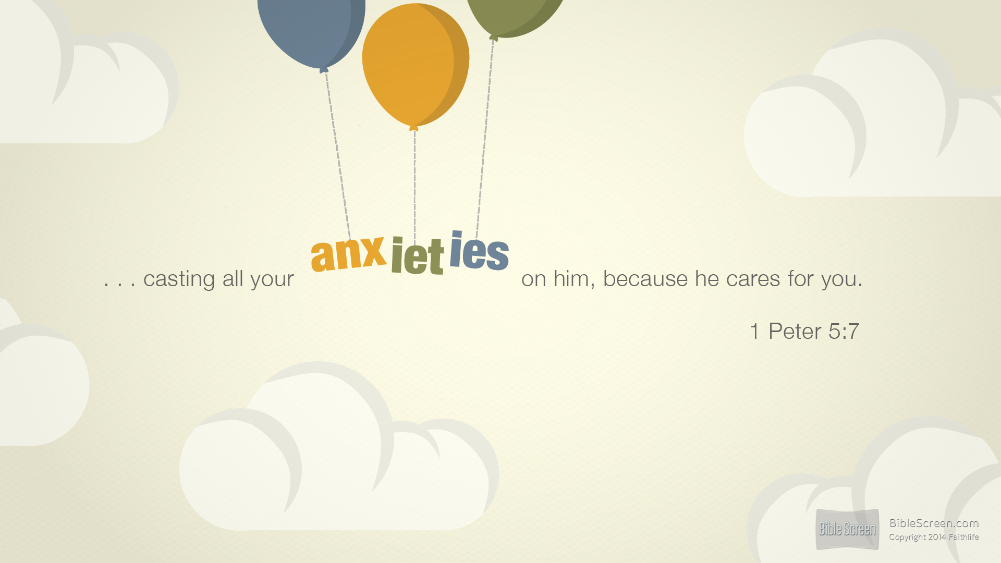 . . . casting all your anxieties on him, because he cares for you.
1 Peter 5:7
Bible Screen
BibleScreen.com
Copyright 2014 Faithlife